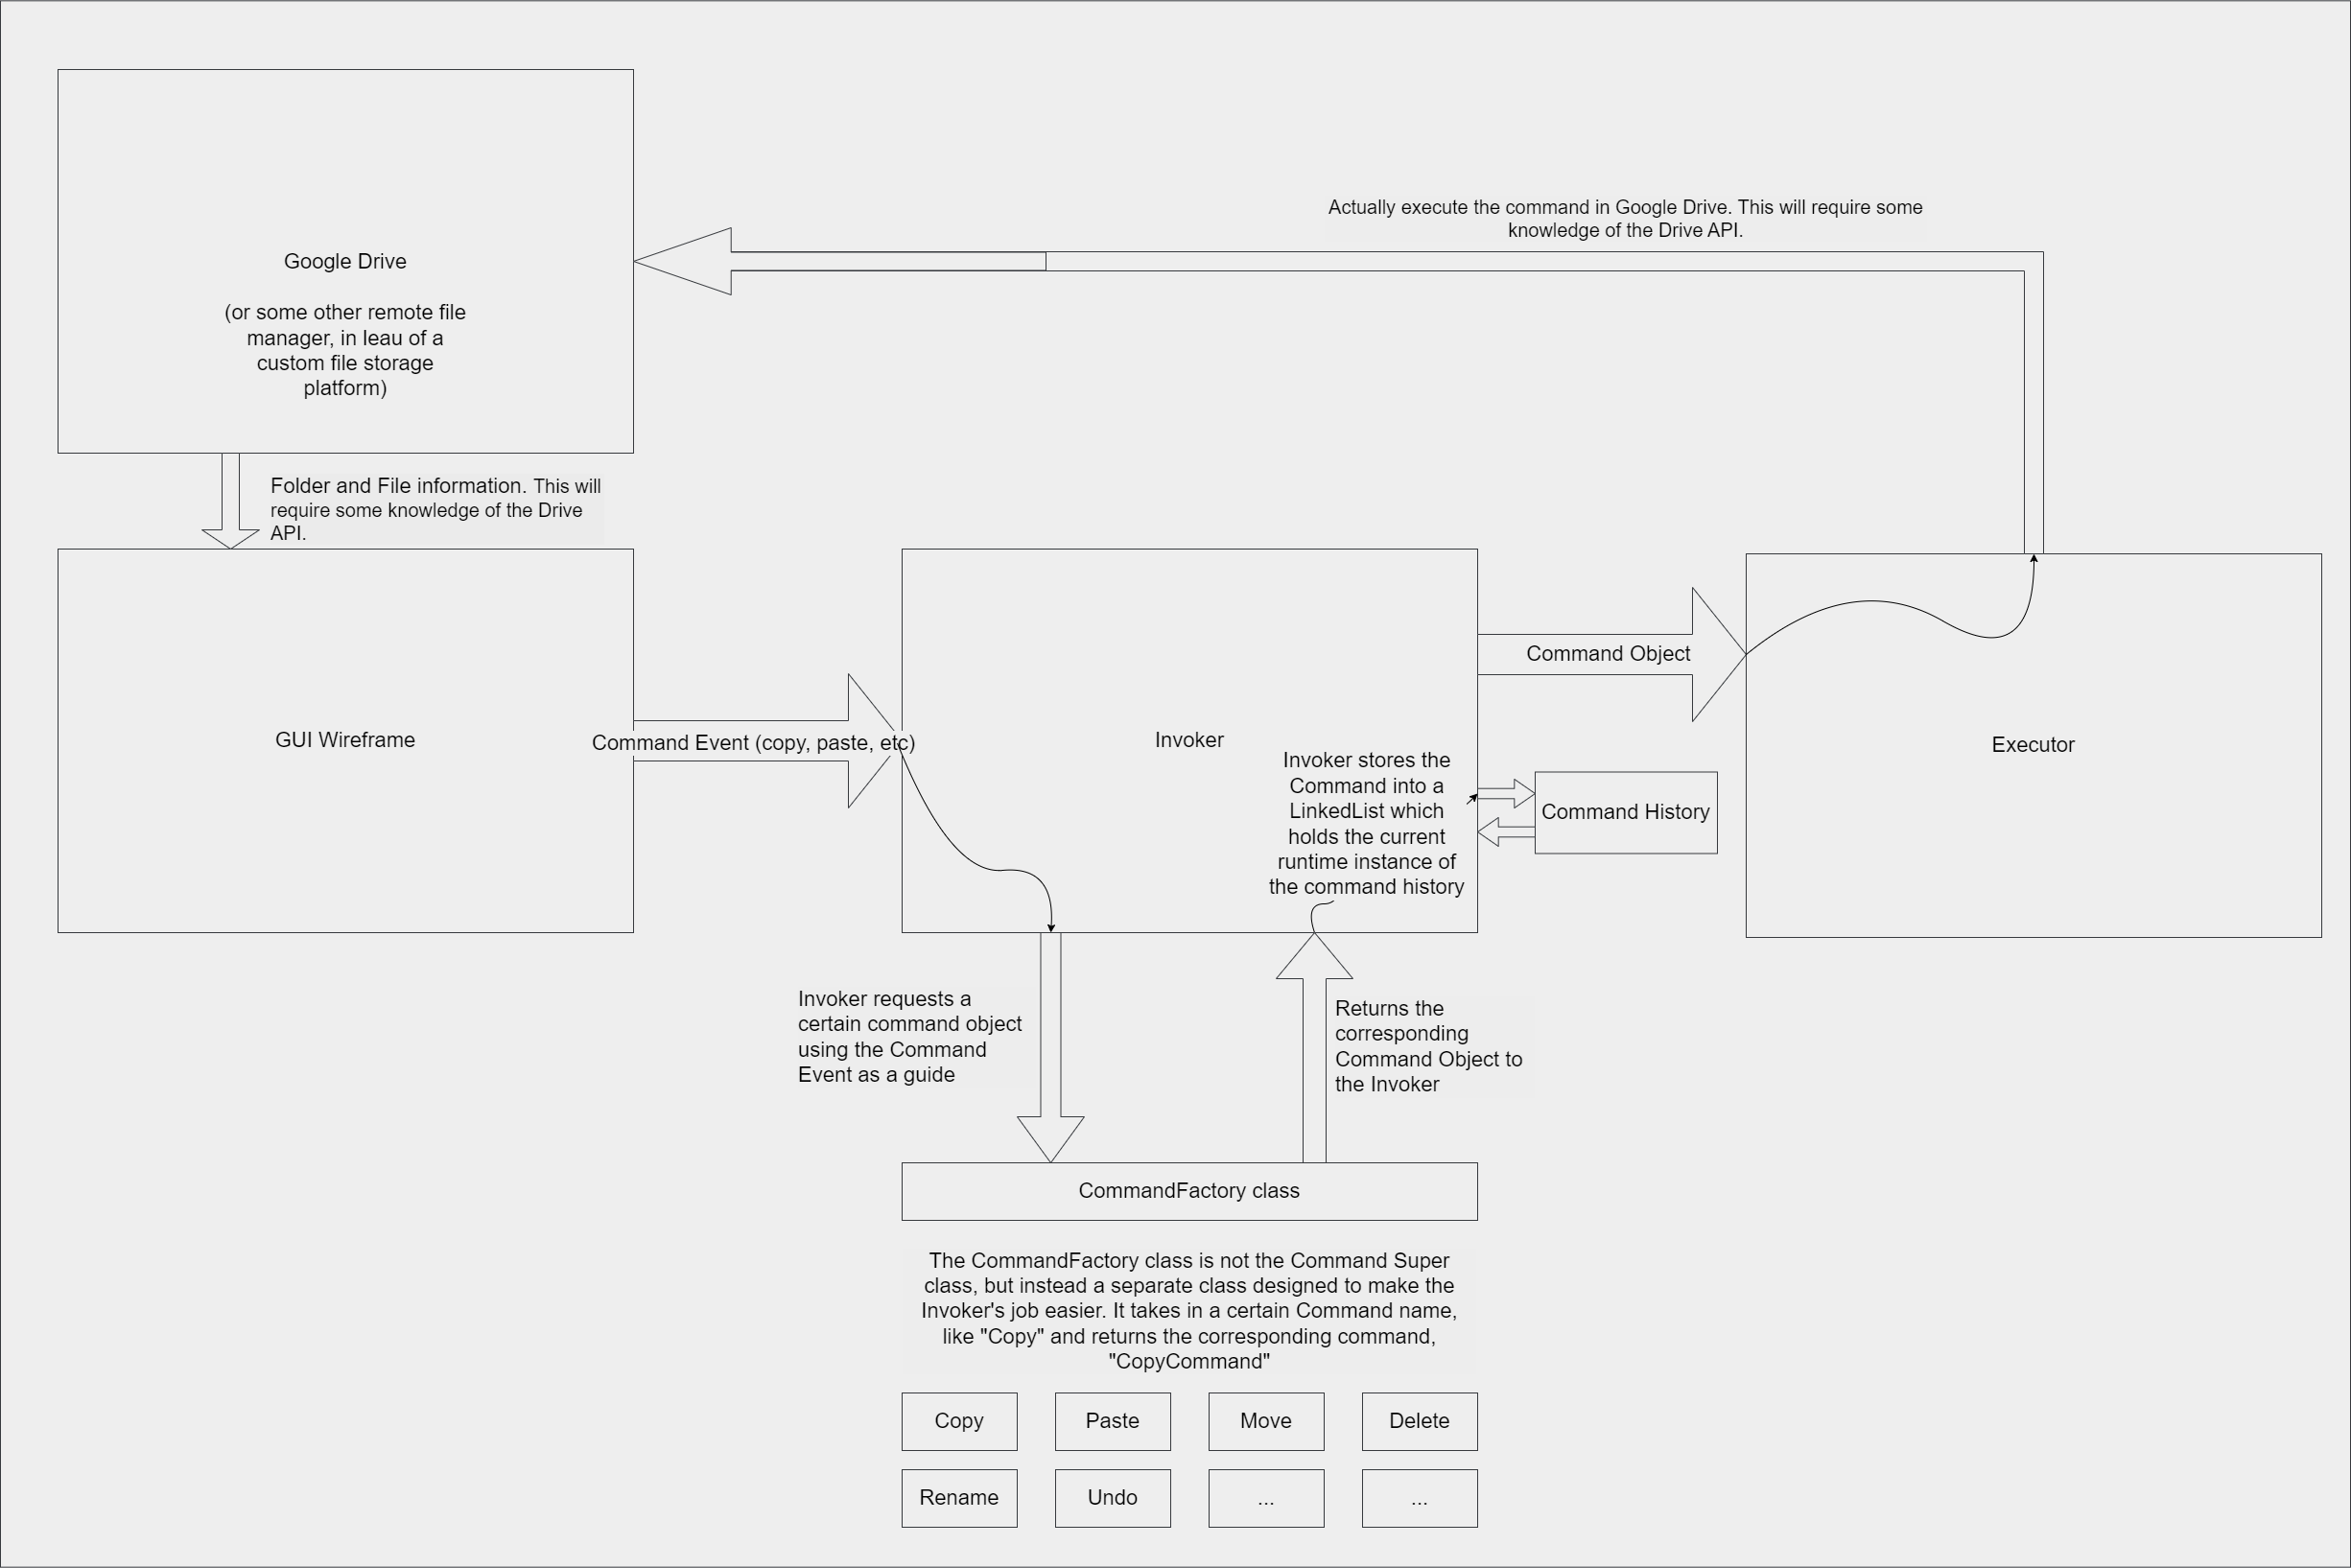 Actually execute the command in Google Drive. This will require some
knowledge of the Drive API.
Google Drive
(or some other remote file
manager, in leau of a
custom file storage
platform)
Folder and File information. This will
require some knowledge of the Drive
API.
GUI Wireframe
Command Event (copy, paste, etc)
Invoker
Invoker stores the
Command into a
LinkedList which
holds the current
runtime instance of
the command history
Command Object
Command History
Executor
Invoker requests a
certain command object
using the Command
Event as a guide
Returns the
corresponding
Command Object to
the Invoker
CommandFactory class
The CommandFactory class is not the Command Super
class, but instead a separate class designed to make the
Invoker's job easier. It takes in a certain Command name,
like "Copy" and returns the corresponding command,
"CopyCommand"
Copy
Paste
Move
Delete
Rename
Undo
...
...